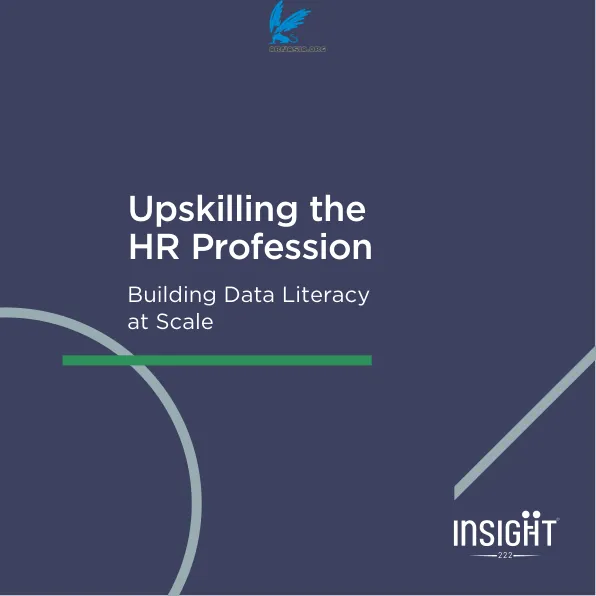 Upskilling the
HR Profession
Building Data Literacy
at Scale
INSIGHT
222